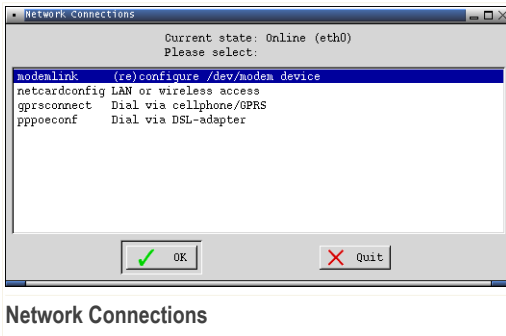 Network Connections
Current state: Online (eth0)
Please select:
modemlink (re)configure /dev/modem device
netcardconfig LAN or wireless access
gprsconnect Dial via cellphone/GPRS
pppoeconf Dial via DSL-adapter
OK Quit
Network Connections